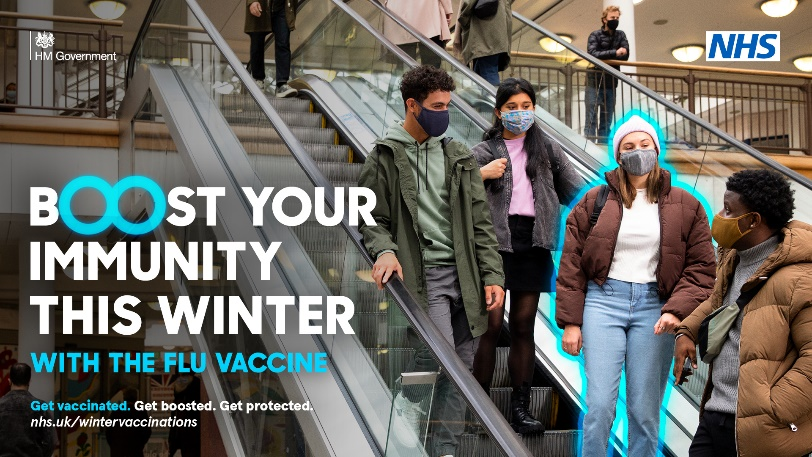 HM Government
NHS
BOOST YOUR
IMMUNITY
THIS WINTER
WITH THE FLU VACCINE
Get vaccinated. Get boosted. Get protected.
nhs.uk/wintervaccinations